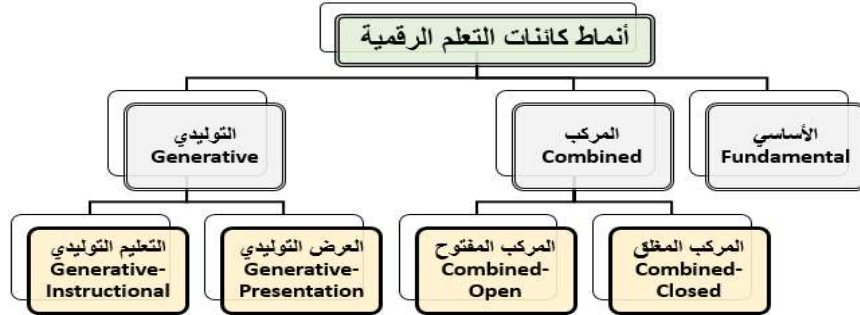 أنماط كائنات التعلم الرقمية
الأساسي
Fundamental
المركب
Combined
التوليدي
Generative
المركب المغلق
Combined-
Closed
المركب المفتوح
Combined-
Open
العرض التوليدي
Generative-
Presentation
التعليم التوليدي
Generative-
Instructional